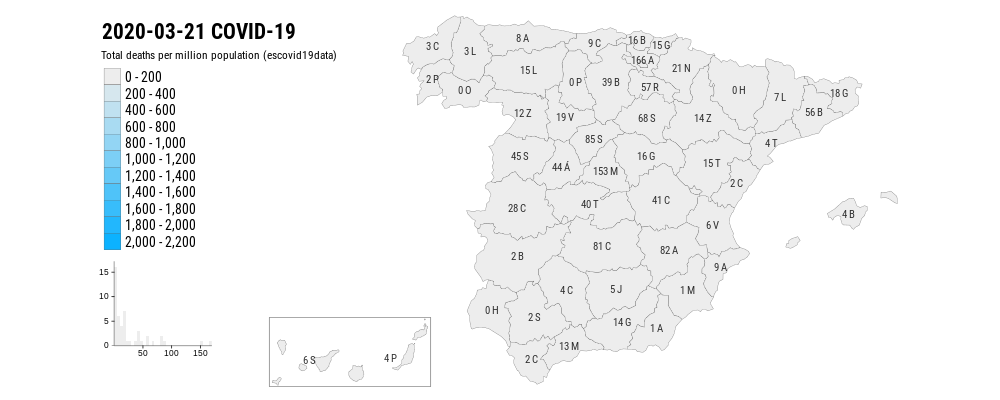 2020-03-21 COVID-19
Total deaths per million population (escovid19data)
0 - 200
200 - 400
400 - 600
600 - 800
800 - 1,000
1,000 - 1,200
1,200 - 1,400
1,400 - 1,600
1,600 - 1,800
1,800 - 2,000
2,000 - 2,200
15
10
5
0
50 100 150
3 C
3 L
8 A
9 C
16 B
15 G
166 A
21 N
2 P
0 O
15 L
0 P
39 B
57 R
0 H
7 L
18 G
56 B
12 Z
19 V
68 S
14 Z
4 T
85 S
45 S
44 Á
153 M
16 G
15 T
2 C
28 C
40 T
41 C
6 V
4 B
2 B
81 C
82 A
9 A
0 H
2 S
4 C
5 J
1 M
14 G
1 A
13 M
2 C
6 S
4 P